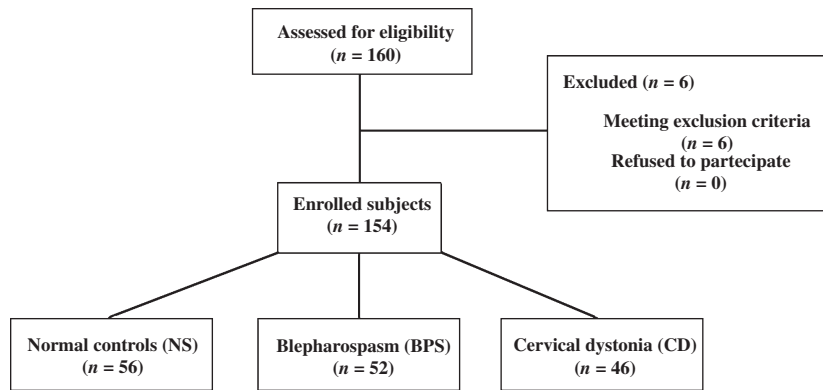 Assessed for eligibility
(n = 160)
Excluded (n = 6)
Meeting exclusion criteria
(n = 6)
Refused to partecipate
(n = 0)
Enrolled subjects
(n = 154)
Normal controls (NS)
(n = 56)
Blepharospasm (BPS)
(n = 52)
Cervical dystonia (CD)
(n = 46)